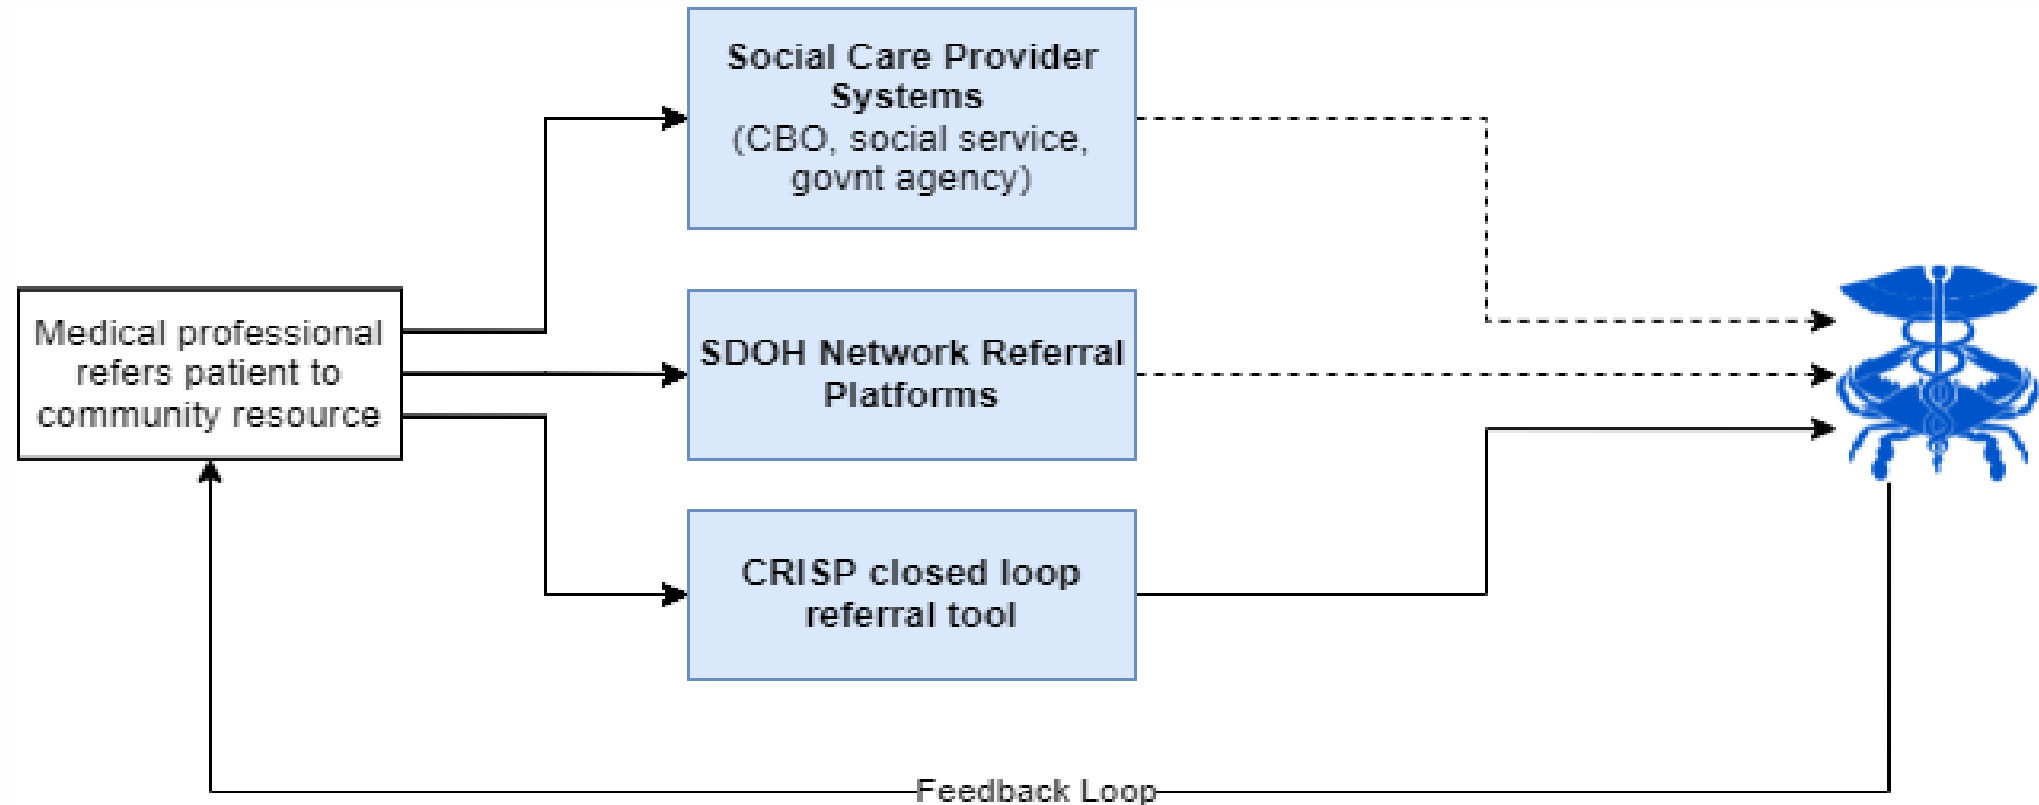 Social Care Provider
Systems
(CBO, social service,
govnt agency)
Medical professional
refers patient to
community resource
SDOH Network Referral
Platforms
CRISP closed loop
referral tool
Feedback Loop